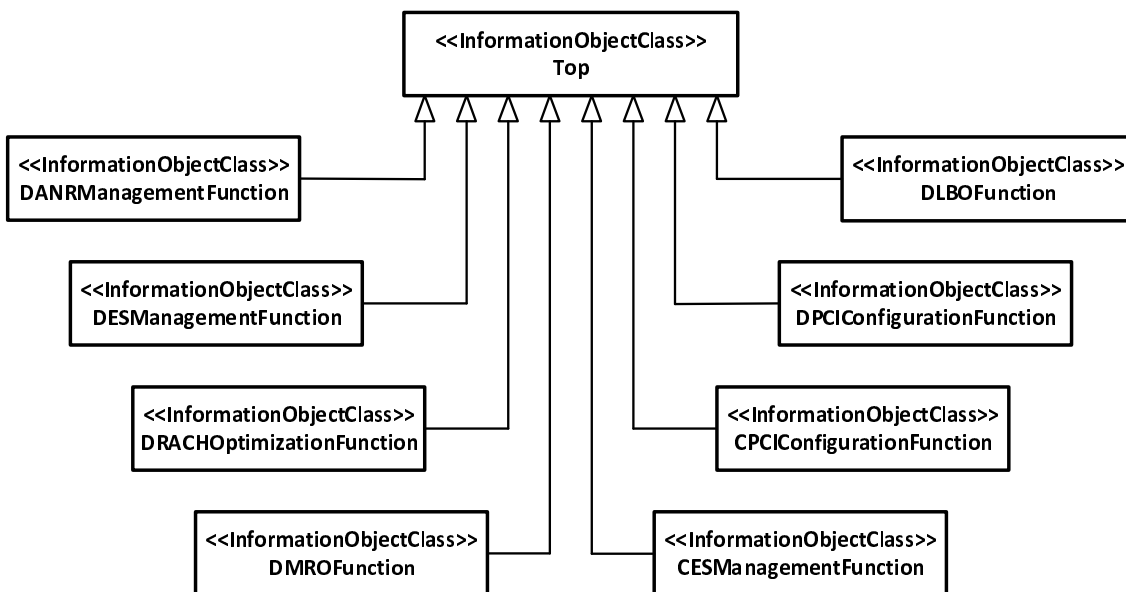 <<InformationObjectClass>>
Top
<<InformationObjectClass>>
DANRManagementFunction
<<InformationObjectClass>>
DLBOFunction
<<InformationObjectClass>>
DESManagementFunction
<<InformationObjectClass>>
DPCIConfigurationFunction
<<InformationObjectClass>>
DRACHOptimizationFunction
<<InformationObjectClass>>
CPCIConfigurationFunction
<<InformationObjectClass>>
DMROFunction
<<InformationObjectClass>>
CESManagementFunction